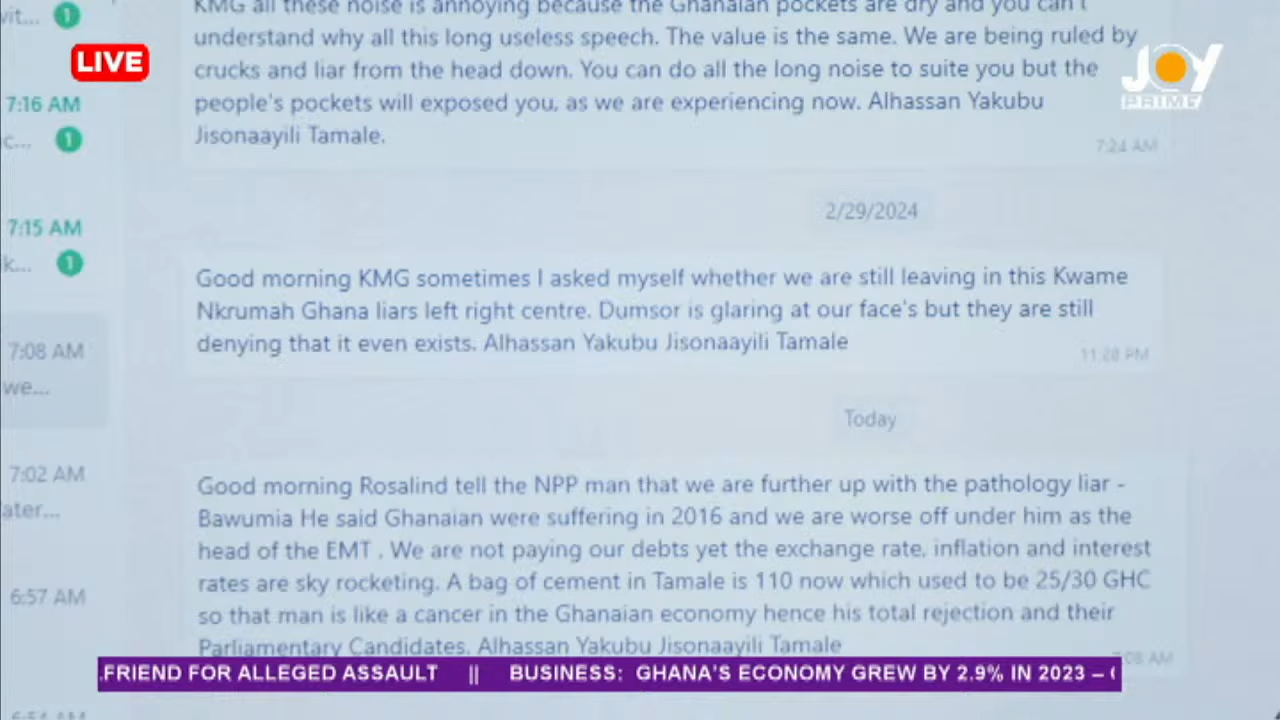 KMG all these noise is annoying because the Ghanaian pockets are dry and you can't
understand why all this long useless speech. The value is the same. We are being ruled by
crucks and liar from the head down. You can do all the long noise to suite you but the
people's pockets will exposed you, as we are experiencing now. Alhassan Yakubu
Jisonaayili Tamale.
7:24 AM
LIVE
JOY
PRIME
vit...
1
7:16 AM
c...
1
7:15 AM
k...
1
7:08 AM
we...
7:02 AM
ater...
6:57 AM
2/29/2024
Good morning KMG sometimes I asked myself whether we are still leaving in this Kwame
Nkrumah Ghana liars left right centre. Dumsor is glaring at our face's but they are still
denying that it even exists. Alhassan Yakubu Jisonaayili Tamale
11:28 PM
Today
Good morning Rosalind tell the NPP man that we are further up with the pathology liar -
Bawumia He said Ghanaian were suffering in 2016 and we are worse off under him as the
head of the EMT . We are not paying our debts yet the exchange rate, inflation and interest
rates are sky rocketing. A bag of cement in Tamale is 110 now which used to be 25/30 GHC
so that man is like a cancer in the Ghanaian economy hence his total rejection and their
Parliamentary Candidates. Alhassan Yakubu Jisonaayili Tamale
:08 AM
.FRIEND FOR ALLEGED ASSAULT || BUSINESS: GHANA'S ECONOMY GREW BY 2.9% IN 2023 –